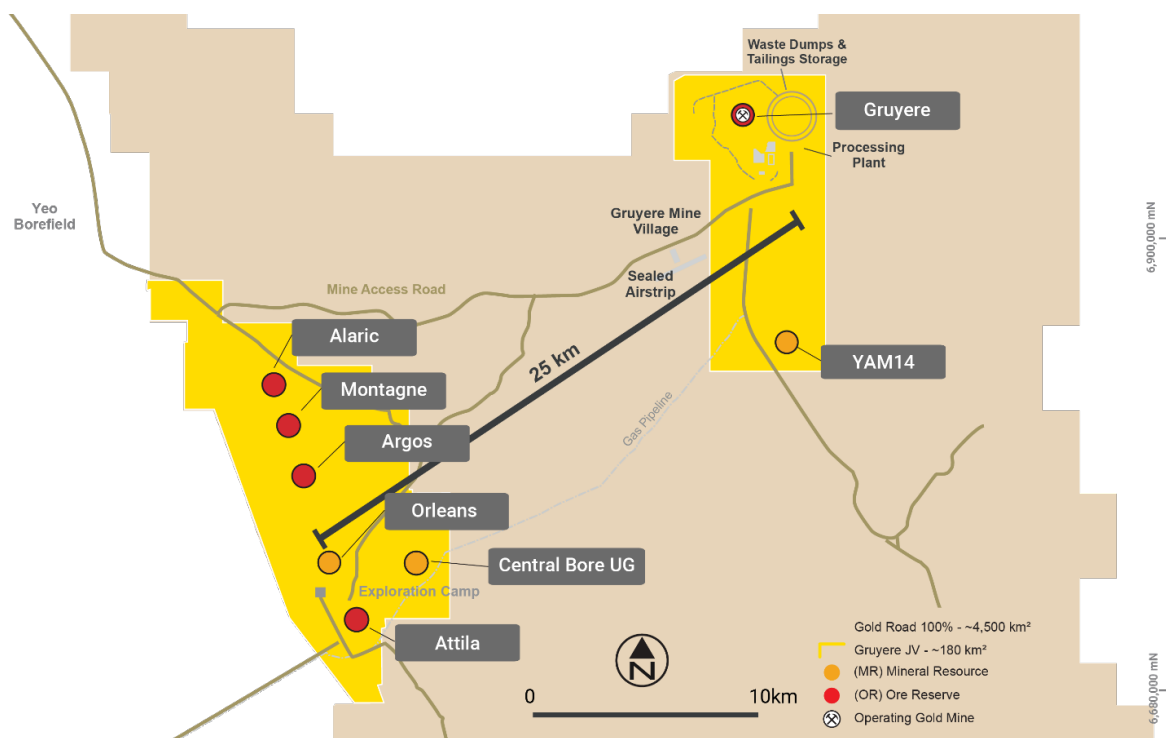 Waste Dumps &
Tailings Storage
Gruyere
Processing
Plant
Yeo
Borefield
Gruyere Mine
Village
6,900,000 mN
Sealed
Airstrip
Mine Access Road
Alaric
25 km
YAM14
Montagne
Gas Pipeline
Argos
Orleans
Central Bore UG
Exploration Camp
Attila
N
0
10km
Gold Road 100% - ~4,500 km²
Gruyere JV - ~180 km²
(MR) Mineral Resource
(OR) Ore Reserve
Operating Gold Mine
6,680,000 mN